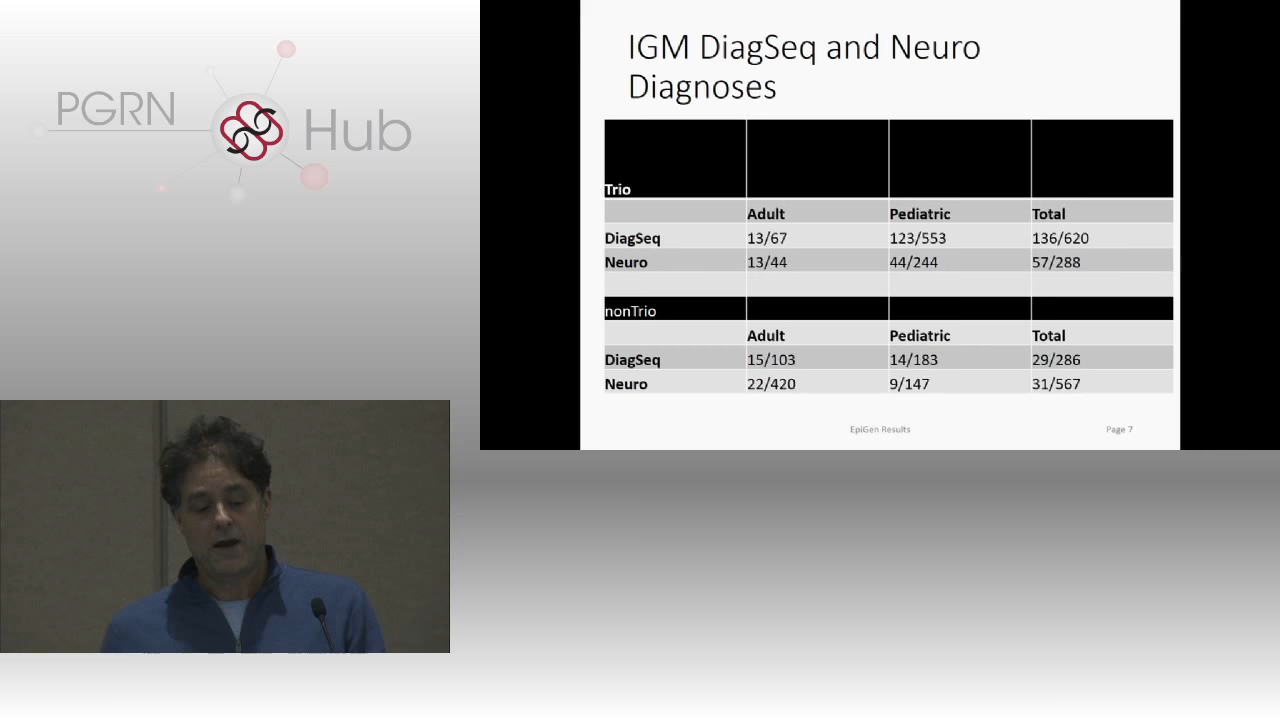 PGRN
Hub
IGM DiagSeq and Neuro
Diagnoses
Trio
Adult Pediatric Total
DiagSeq 13/67 123/553 136/620
Neuro 13/44 44/244 57/288
nonTrio
Adult Pediatric Total
DiagSeq 15/103 14/183 29/286
Neuro 22/420 9/147 31/567
EpiGen Results Page 7